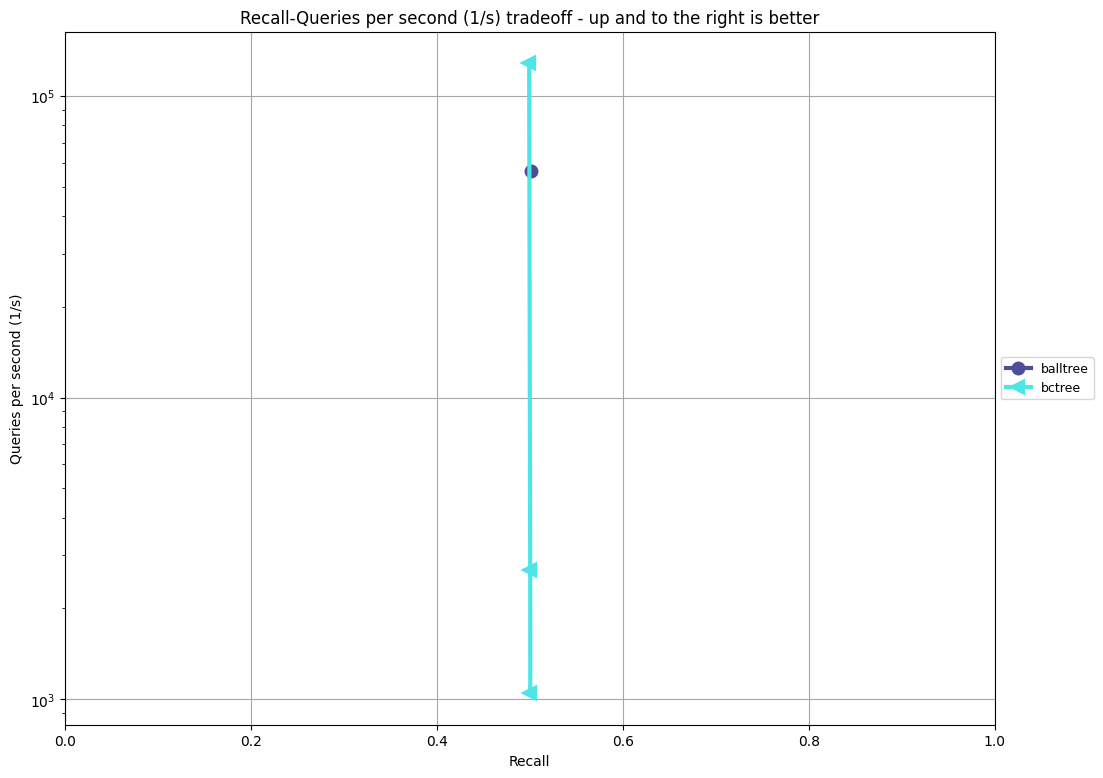 Recall-Queries per second (1/s) tradeoff - up and to the right is better
Queries per second (1/s)
10^5
10^4
10^3
0.0 0.2 0.4 0.6 0.8 1.0
Recall
balltree
bctree